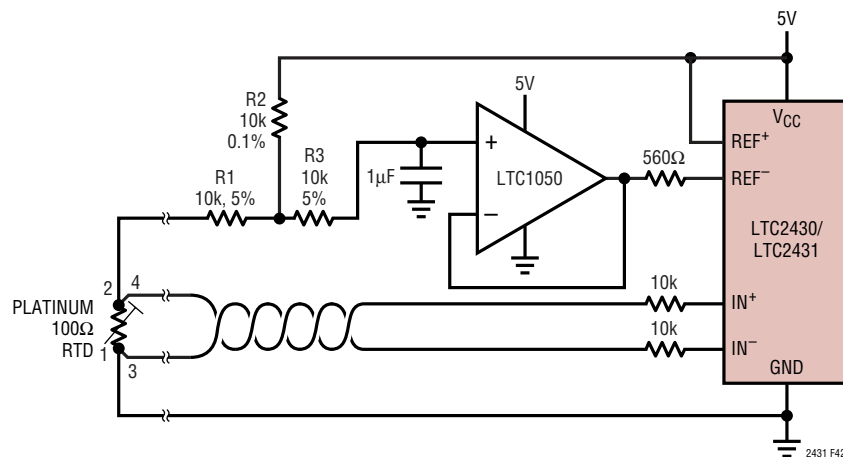 5V
R2
10k
0.1%
5V
VCC
REF+
R3
10k
5%
1µF
+
LTC1050
−
560Ω
REF−
R1
10k, 5%
LTC2430/
LTC2431
2
4
10k
IN+
PLATINUM
100Ω
RTD
1
3
10k
IN−
GND
2431 F42